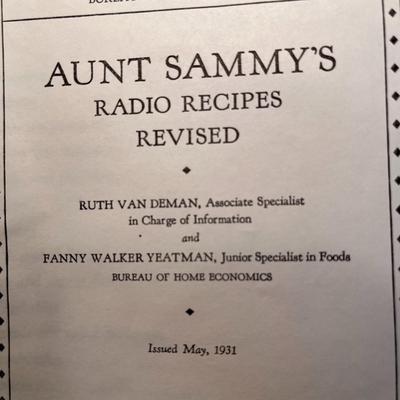 AUNT SAMMY'S
RADIO RECIPES
REVISED
RUTH VAN DEMAN, Associate Specialist
in Charge of Information
and
FANNY WALKER YEATMAN, Junior Specialist in Foods
BUREAU OF HOME ECONOMICS
Issued May, 1931